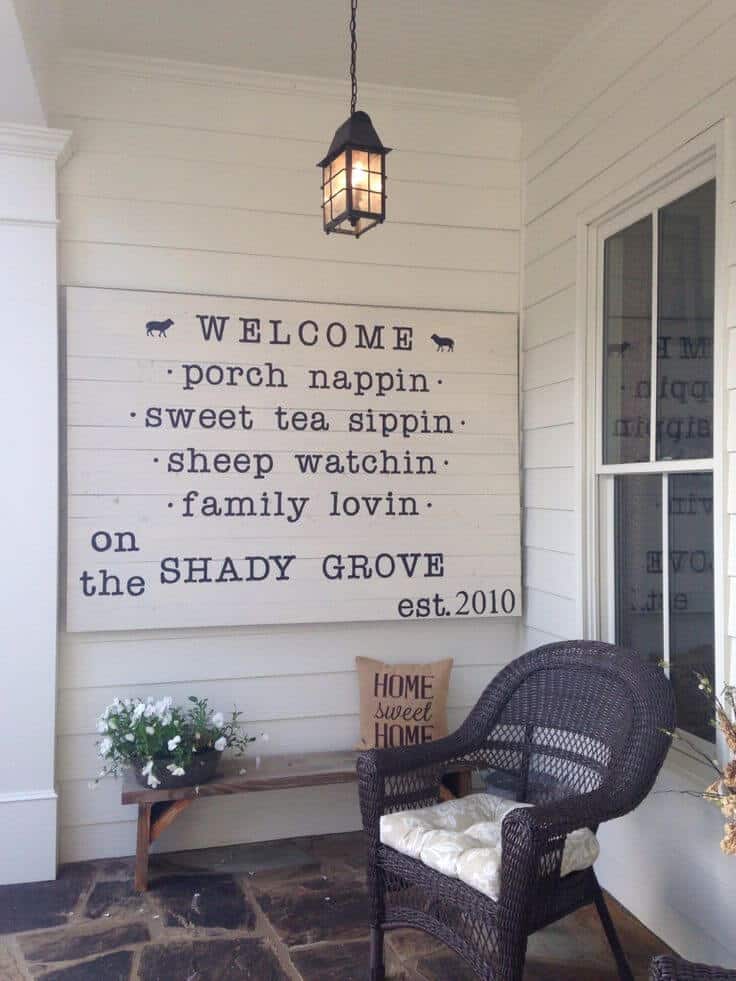 WELCOME
·porch nappin·
·sweet tea sippin·
·sheep watchin·
·family lovin·
on the SHADY GROVE
est. 2010
HOME
sweet
HOME